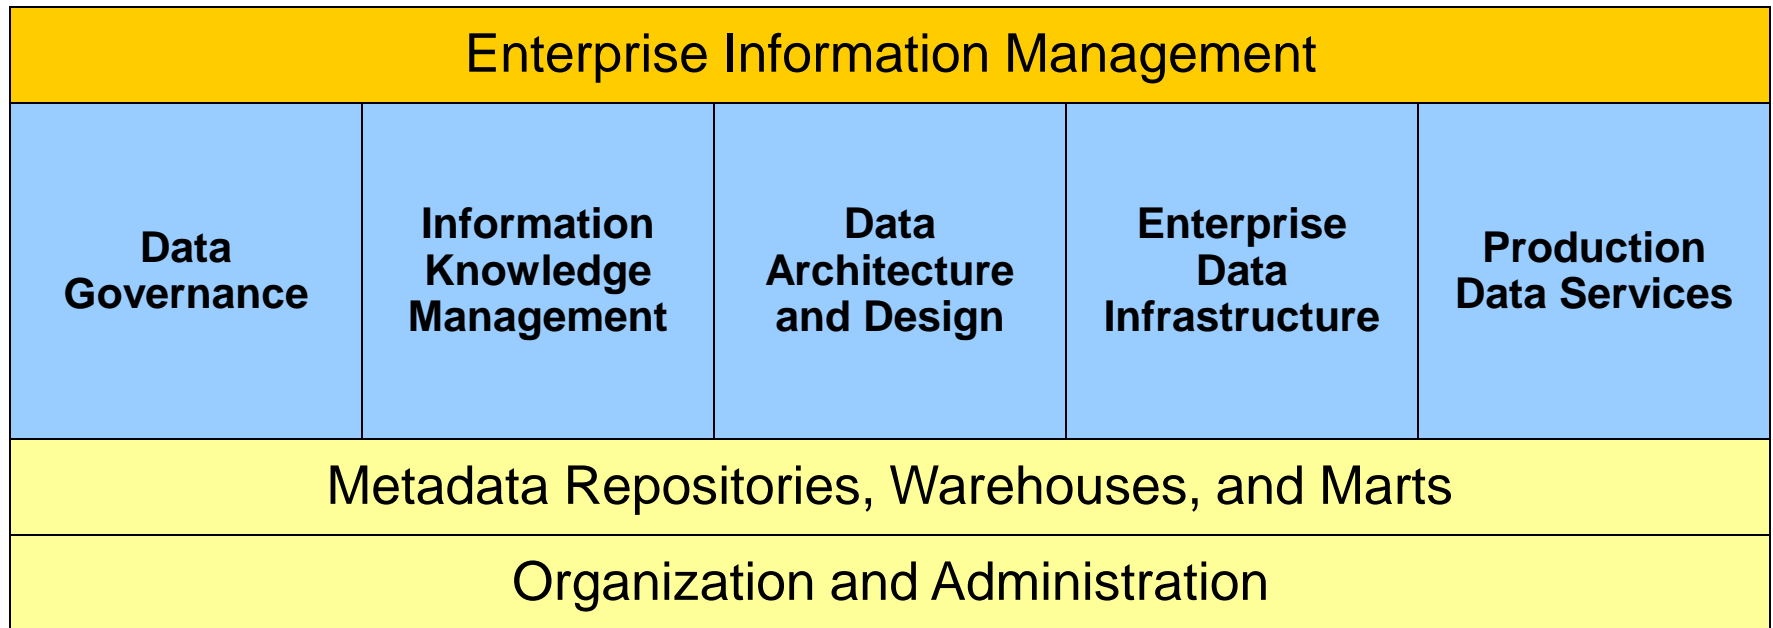 Enterprise Information Management
Data
Governance
Information
Knowledge
Management
Data
Architecture
and Design
Enterprise
Data
Infrastructure
Production
Data Services
Metadata Repositories, Warehouses, and Marts
Organization and Administration